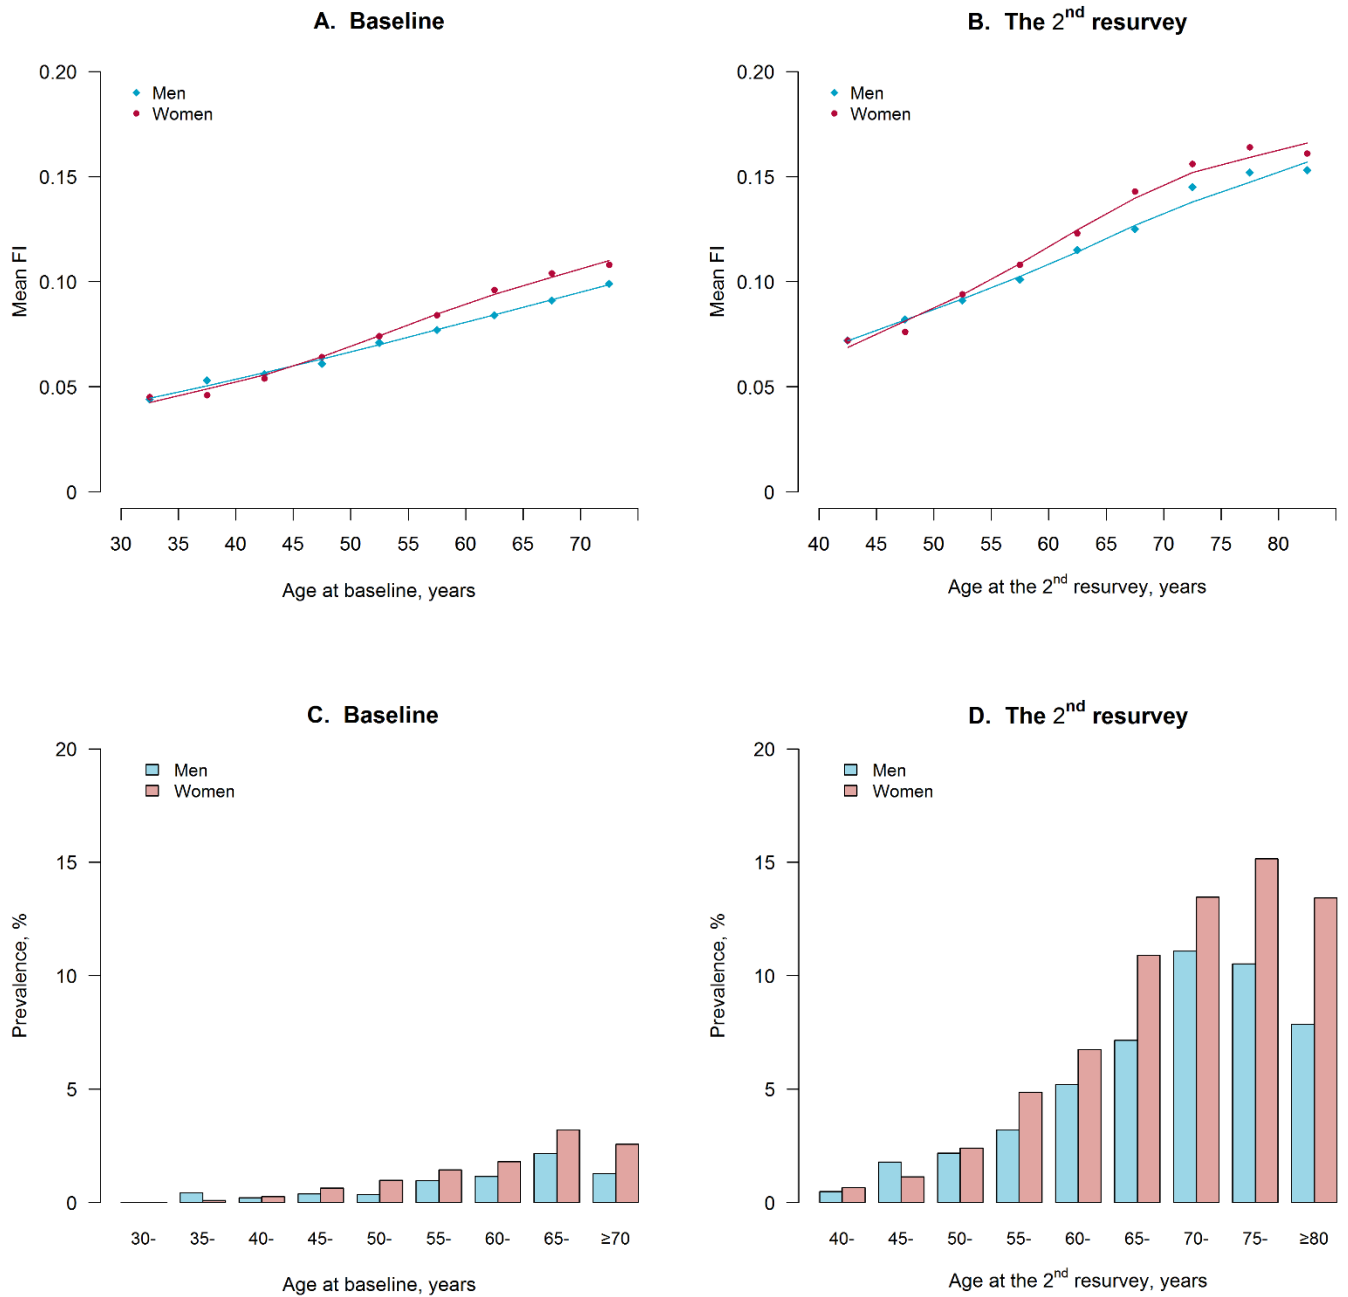 A. Baseline
0.20
0.15
0.10
0.05
0
Mean FI
Men
Women
30 35 40 45 50 55 60 65 70
Age at baseline, years
B. The 2nd resurvey
0.20
0.15
0.10
0.05
0
Mean FI
Men
Women
40 45 50 55 60 65 70 75 80
Age at the 2nd resurvey, years
C. Baseline
20
15
10
5
0
Prevalence, %
Men
Women
30- 35- 40- 45- 50- 55- 60- 65- ≥70
Age at baseline, years
D. The 2nd resurvey
20
15
10
5
0
Prevalence, %
Men
Women
40- 45- 50- 55- 60- 65- 70- 75- ≥80
Age at the 2nd resurvey, years